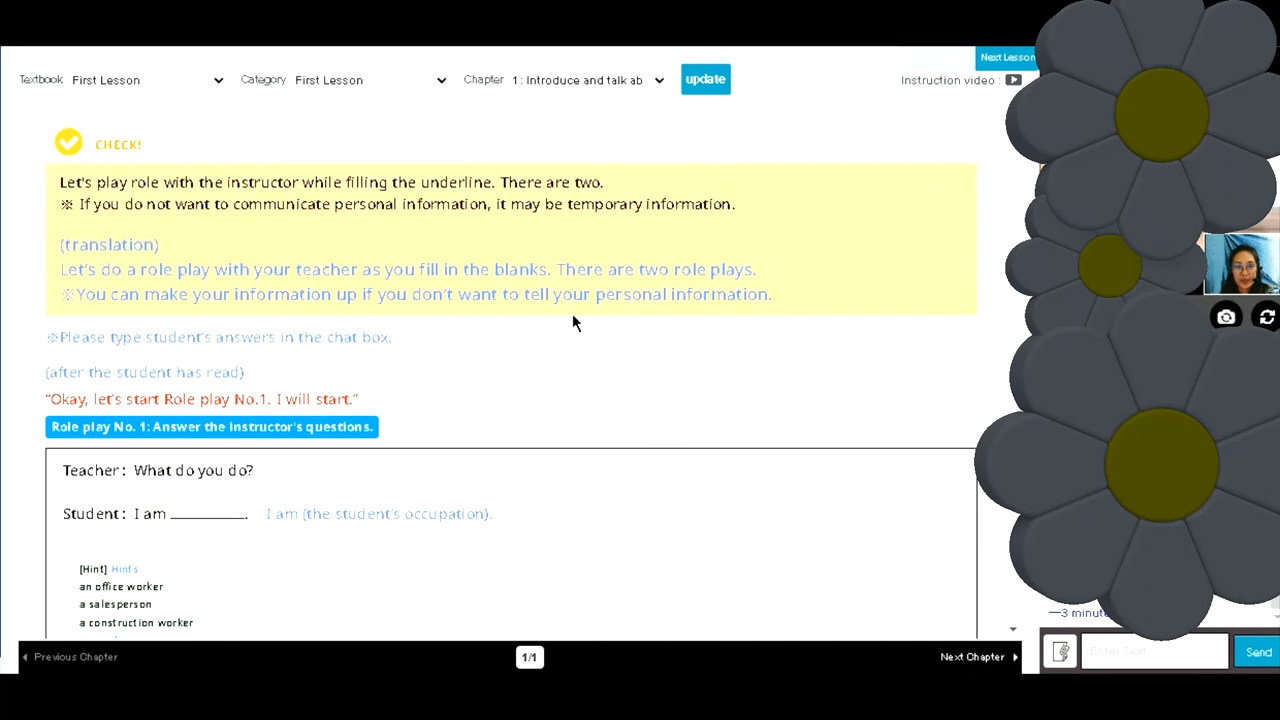 Next Lesson
Textbook First Lesson Category First Lesson Chapter 1 : Introduce and talk ab update Instruction video :
CHECK!
Let's play role with the instructor while filling the underline. There are two.
※ If you do not want to communicate personal information, it may be temporary information.
(translation)
Let's do a role play with your teacher as you fill in the blanks. There are two role plays.
※You can make your information up if you don't want to tell your personal information.
※Please type student's answers in the chat box.
(after the student has read)
“Okay, let's start Role play No.1. I will start.”
Role play No. 1: Answer the instructor's questions.
Teacher : What do you do?
Student : I am _________. I am (the student's occupation).
[Hint] Hints
an office worker
a salesperson
a construction worker
—3 minute
Previous Chapter 1/1 Next Chapter
Enter Text Send